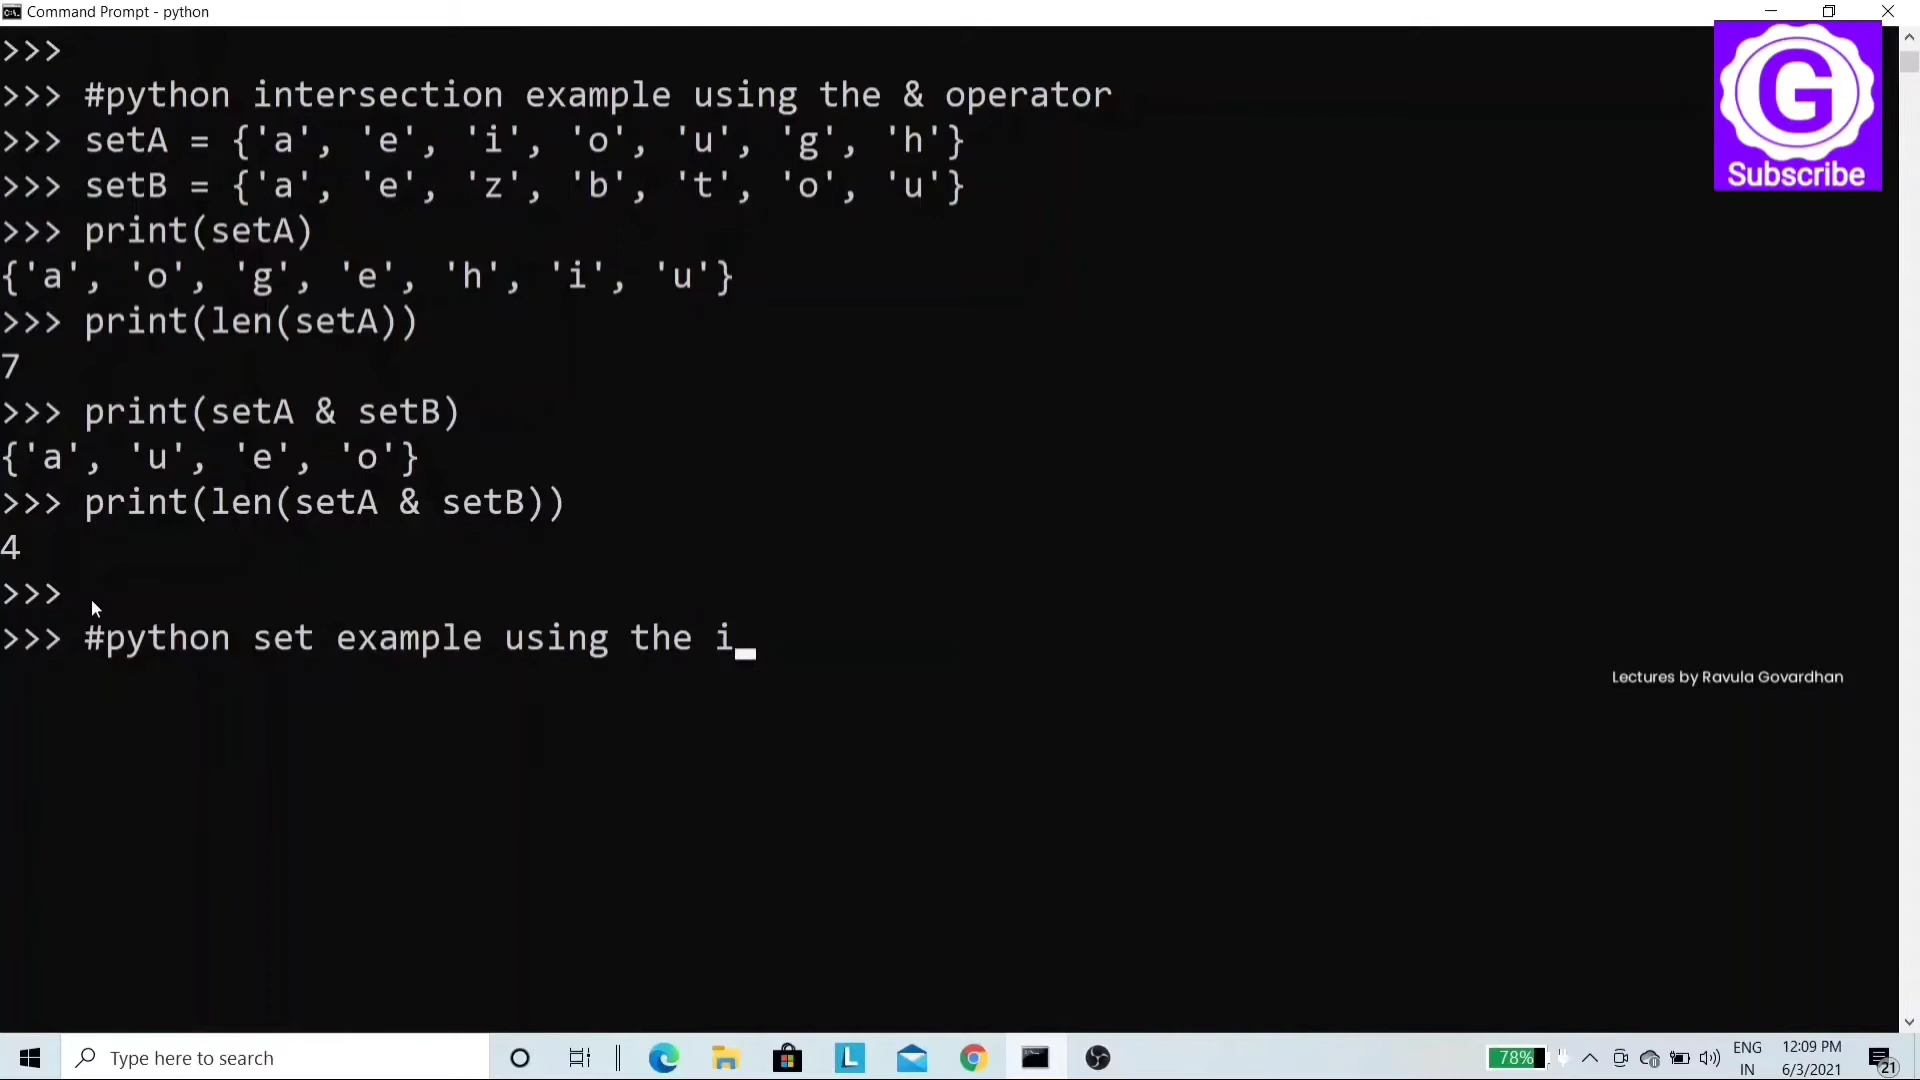 Command Prompt - python
>>>
>>> #python intersection example using the & operator
>>> setA = {'a', 'e', 'i', 'o', 'u', 'g', 'h'}
>>> setB = {'a', 'e', 'z', 'b', 't', 'o', 'u'}
>>> print(setA)
{'a', 'o', 'g', 'e', 'h', 'i', 'u'}
>>> print(len(setA))
7
>>> print(setA & setB)
{'a', 'u', 'e', 'o'}
>>> print(len(setA & setB))
4
>>>
>>> #python set example using the i_
G
Subscribe
Lectures by Ravula Govardhan
Type here to search
L
78%
ENG
IN
12:09 PM
6/3/2021
21